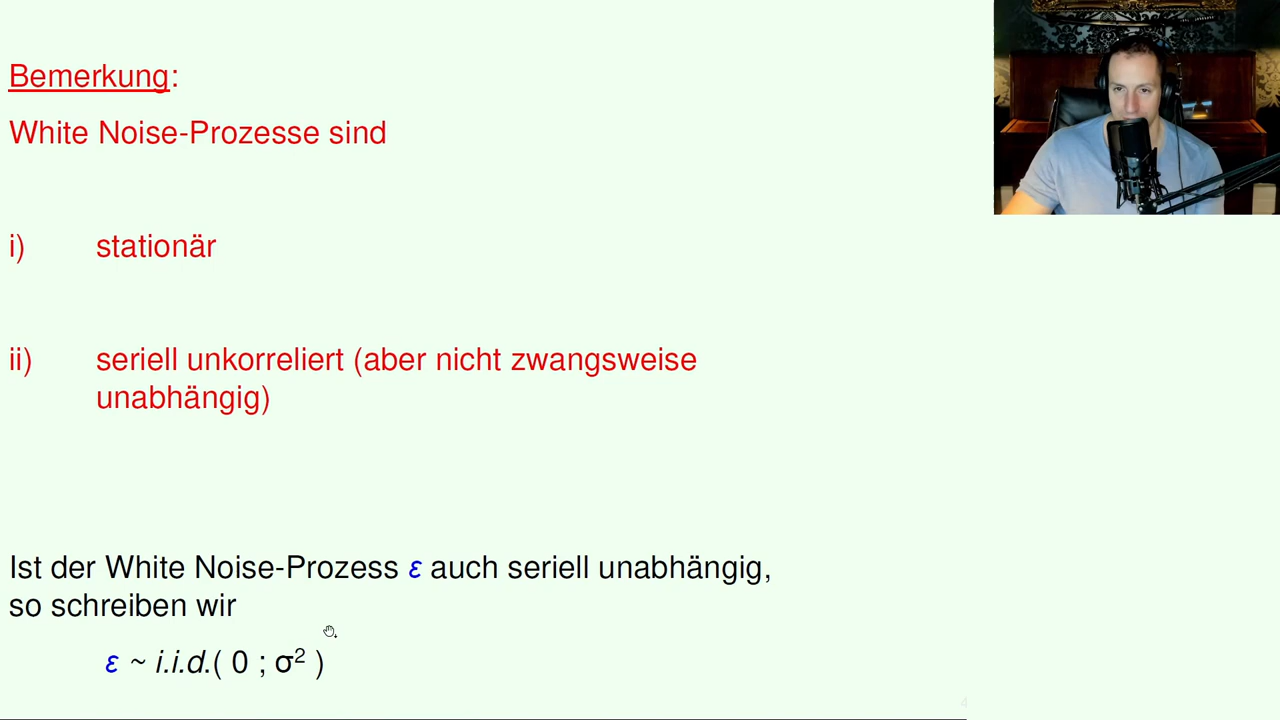 Bemerkung:
White Noise-Prozesse sind
i) stationär
ii) seriell unkorreliert (aber nicht zwangsweise
unabhängig)
Ist der White Noise-Prozess ε auch seriell unabhängig,
so schreiben wir
ε ~ i.i.d.( 0 ; σ² )
4